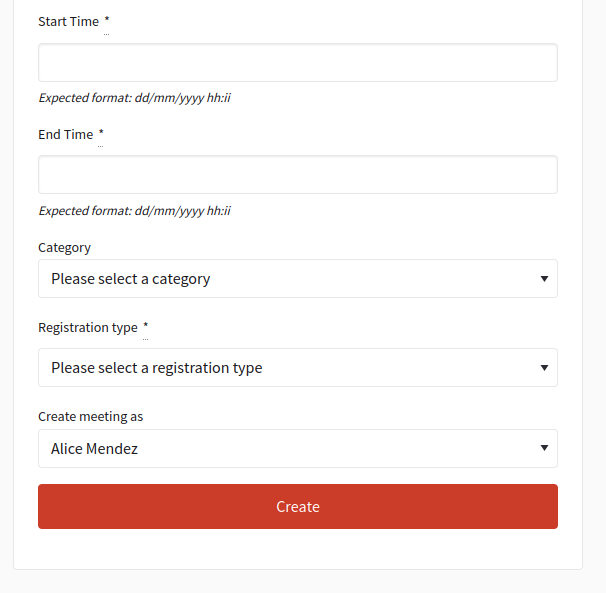 Start Time *
Expected format: dd/mm/yyyy hh:ii
End Time *
Expected format: dd/mm/yyyy hh:ii
Category
Please select a category
Registration type *
Please select a registration type
Create meeting as
Alice Mendez
Create